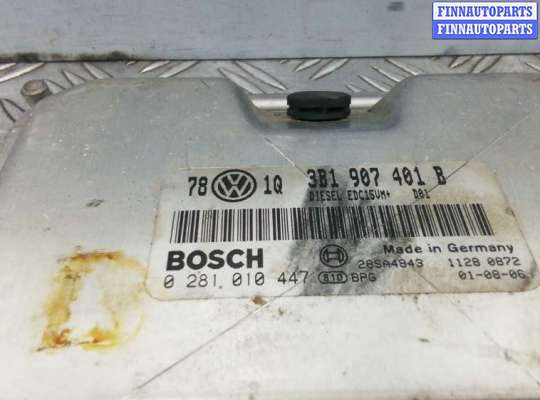 FINNAUTOPARTS
FINNAUTOPARTS
78 1Q 3B1 907 401 B
DIESEL EDC15VM+ D81
BOSCH Made in Germany
28SA4843 1128 0872
0 281 010 447 S10 BPG 01-08-06